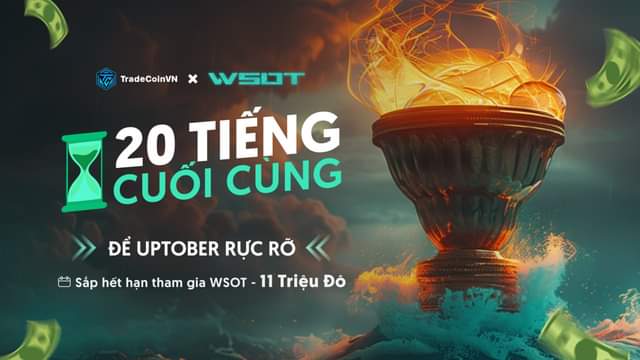 TradeCoinVN x WSOT
20 TIẾNG
CUỐI CÙNG
ĐỂ UPTOBER RỰC RỠ
Sắp hết hạn tham gia WSOT - 11 Triệu Đô